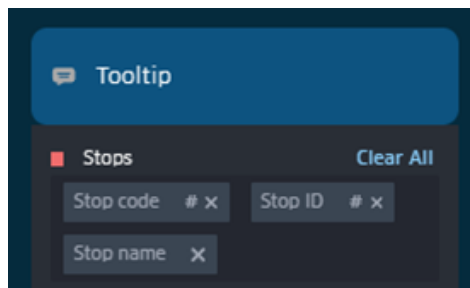 Tooltip
Stops Clear All
Stop code # × Stop ID # ×
Stop name ×